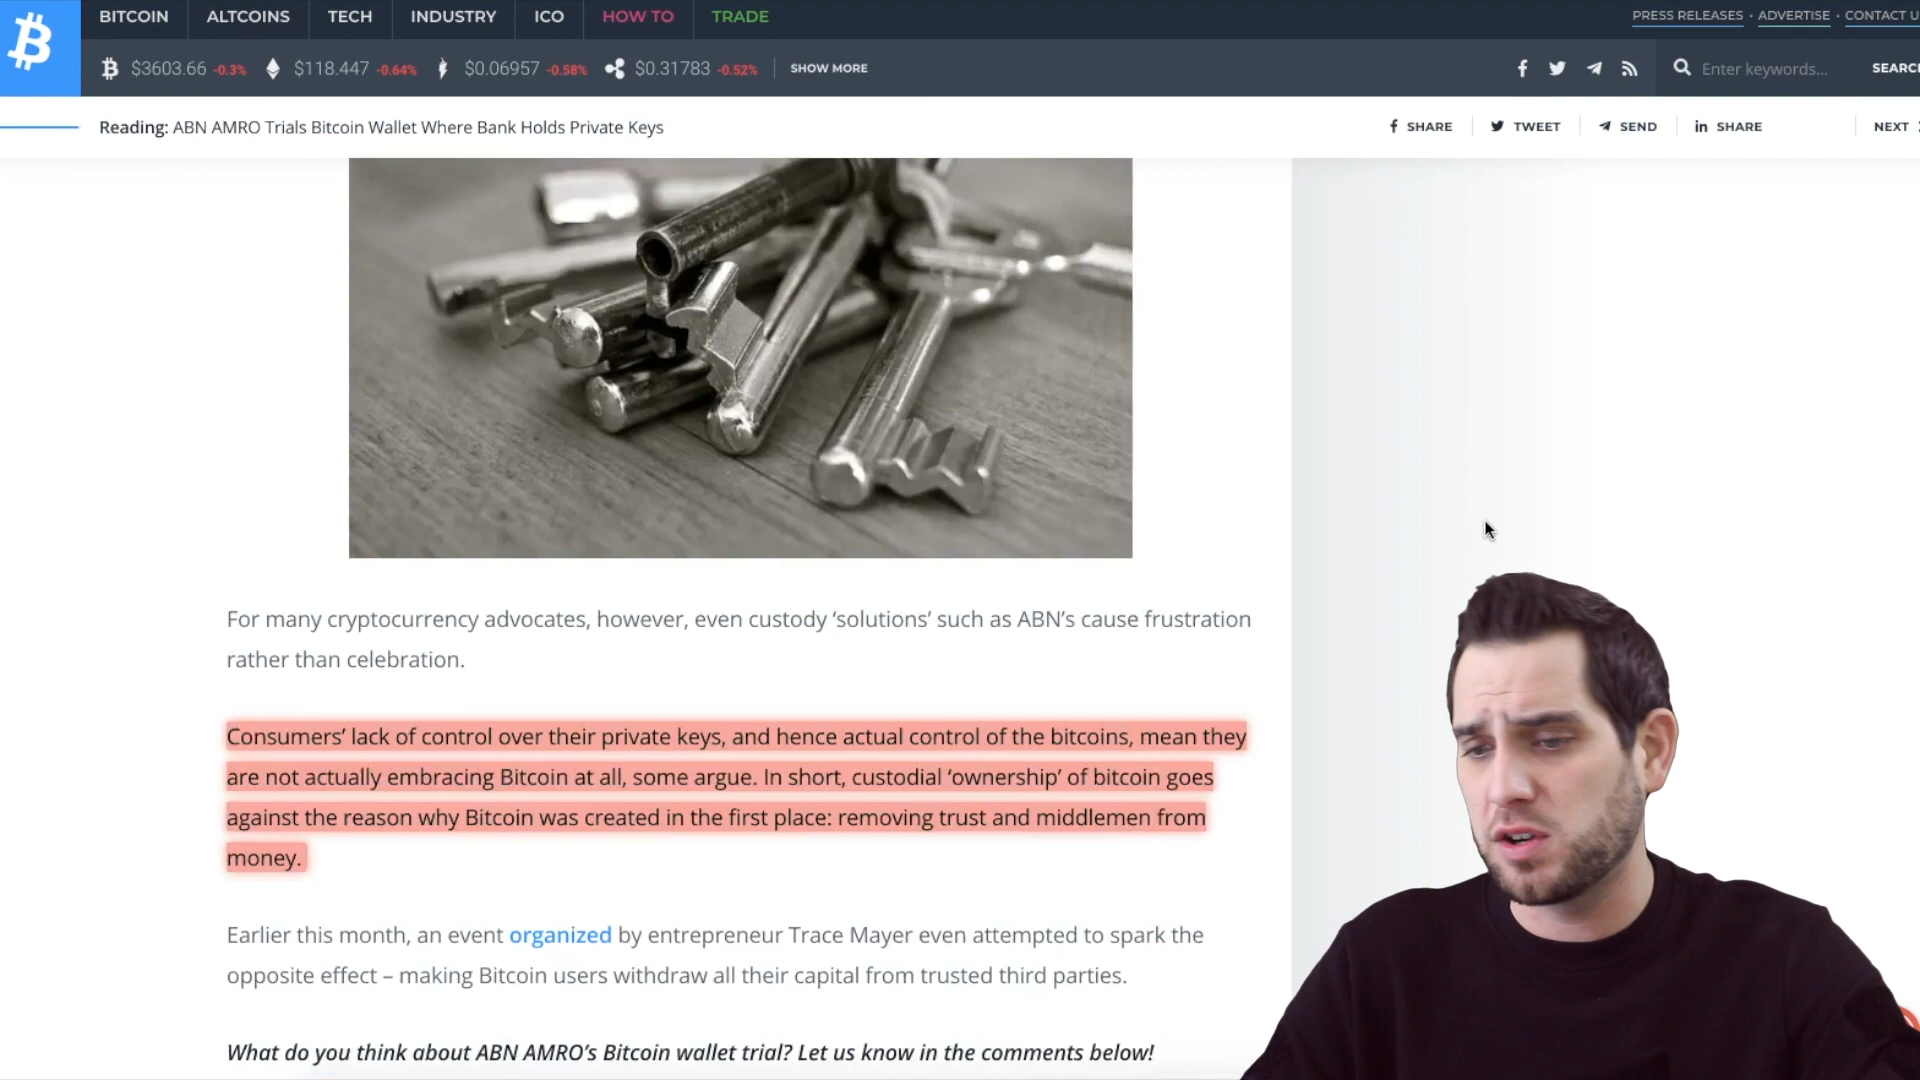 BITCOIN ALTCOINS TECH INDUSTRY ICO HOW TO TRADE
PRESS RELEASES · ADVERTISE · CONTACT U
$3603.66 -0.3% $118.447 -0.64% $0.06957 -0.58% $0.31783 -0.52% SHOW MORE
Enter keywords... SEARC
Reading: ABN AMRO Trials Bitcoin Wallet Where Bank Holds Private Keys
SHARE TWEET SEND SHARE NEXT
For many cryptocurrency advocates, however, even custody ‘solutions’ such as ABN’s cause frustration
rather than celebration.
Consumers’ lack of control over their private keys, and hence actual control of the bitcoins, mean they
are not actually embracing Bitcoin at all, some argue. In short, custodial ‘ownership’ of bitcoin goes
against the reason why Bitcoin was created in the first place: removing trust and middlemen from
money.
Earlier this month, an event organized by entrepreneur Trace Mayer even attempted to spark the
opposite effect – making Bitcoin users withdraw all their capital from trusted third parties.
What do you think about ABN AMRO’s Bitcoin wallet trial? Let us know in the comments below!